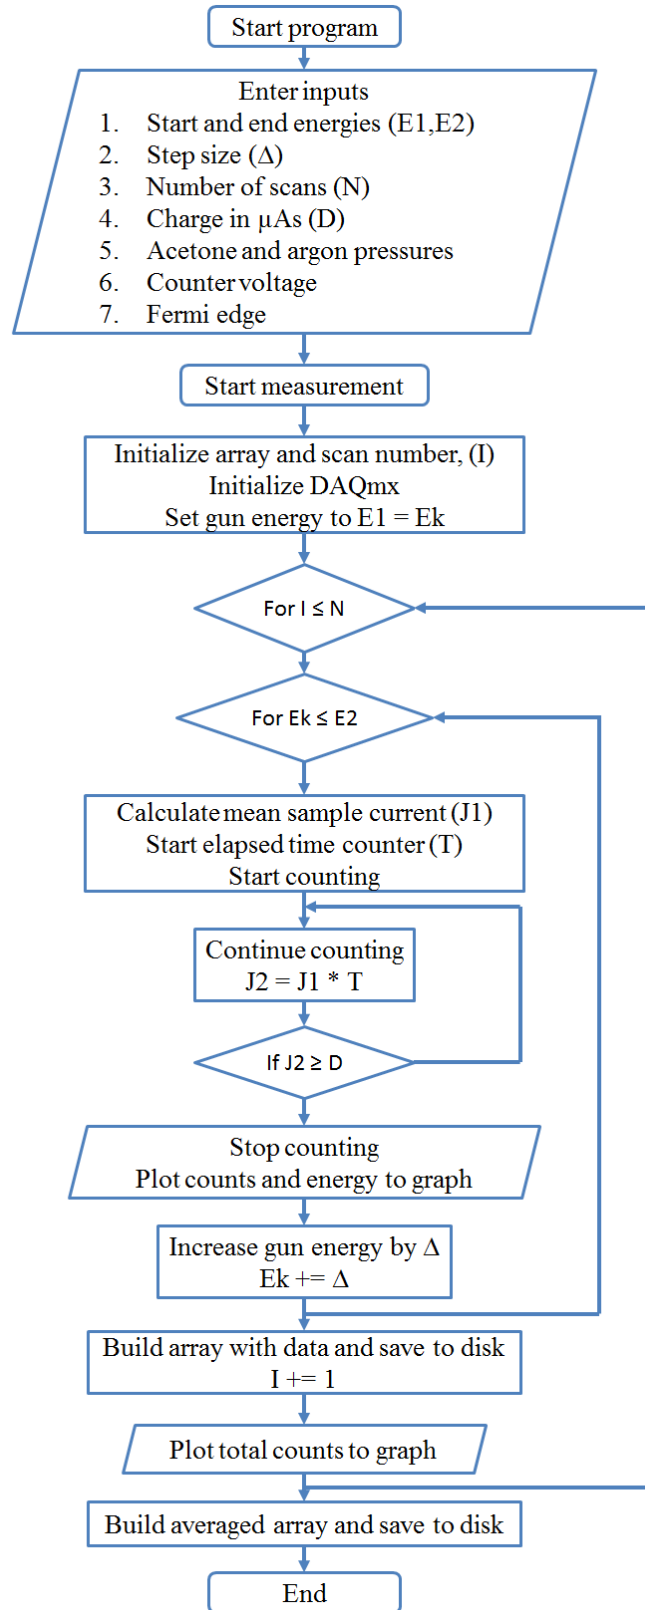 Start program
Enter inputs
1. Start and end energies (E1,E2)
2. Step size (Δ)
3. Number of scans (N)
4. Charge in µAs (D)
5. Acetone and argon pressures
6. Counter voltage
7. Fermi edge
Start measurement
Initialize array and scan number, (I)
Initialize DAQmx
Set gun energy to E1 = Ek
For I ≤ N
For Ek ≤ E2
Calculate mean sample current (J1)
Start elapsed time counter (T)
Start counting
Continue counting
J2 = J1 * T
If J2 ≥ D
Stop counting
Plot counts and energy to graph
Increase gun energy by Δ
Ek += Δ
Build array with data and save to disk
I += 1
Plot total counts to graph
Build averaged array and save to disk
End